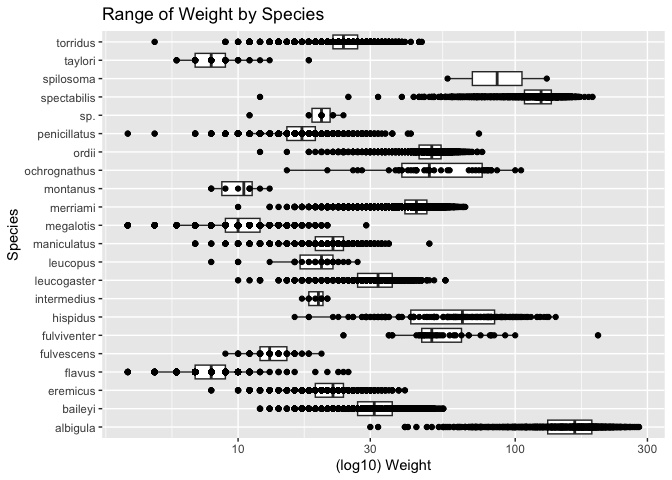 Range of Weight by Species
Species
torridus
taylori
spilosoma
spectabilis
sp.
penicillatus
ordii
ochrognathus
montanus
merriami
megalotis
maniculatus
leucopus
leucogaster
intermedius
hispidus
fulviventer
fulvescens
flavus
eremicus
baileyi
albigula
10 30 100 300
(log10) Weight